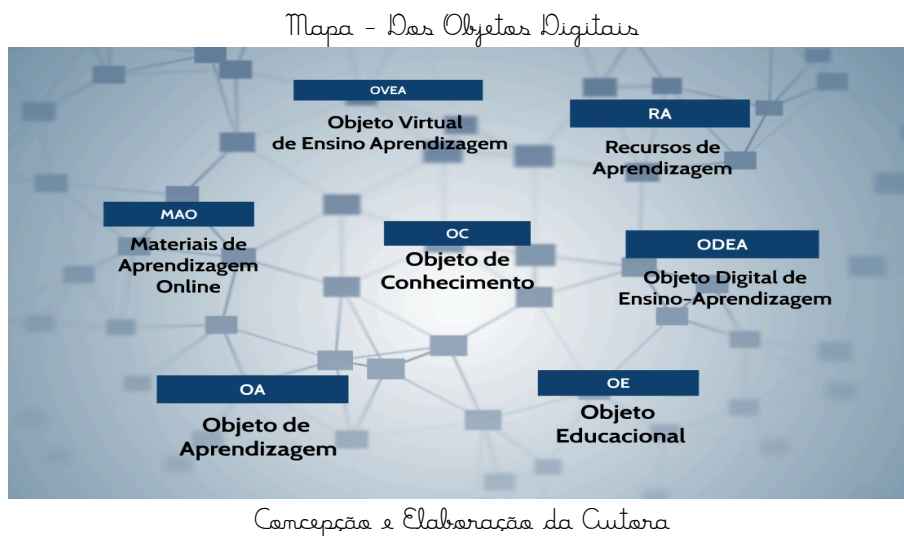 Mapa - Dos Objetos Digitais
OVEA
Objeto Virtual
de Ensino Aprendizagem
RA
Recursos de
Aprendizagem
MAO
Materiais de
Aprendizagem
Online
OC
Objeto de
Conhecimento
ODEA
Objeto Digital de
Ensino-Aprendizagem
OA
Objeto de
Aprendizagem
OE
Objeto
Educacional
Concepção e Elaboração da Autora